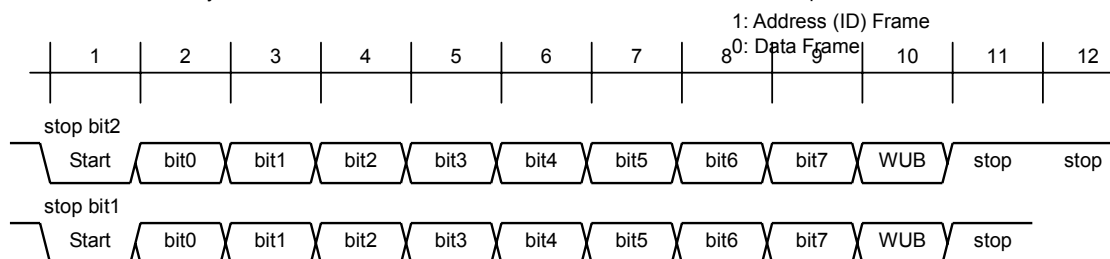 1: Address (ID) Frame
0: Data Frame
1 2 3 4 5 6 7 8 9 10 11 12
stop bit2
Start bit0 bit1 bit2 bit3 bit4 bit5 bit6 bit7 WUB stop stop
stop bit1
Start bit0 bit1 bit2 bit3 bit4 bit5 bit6 bit7 WUB stop